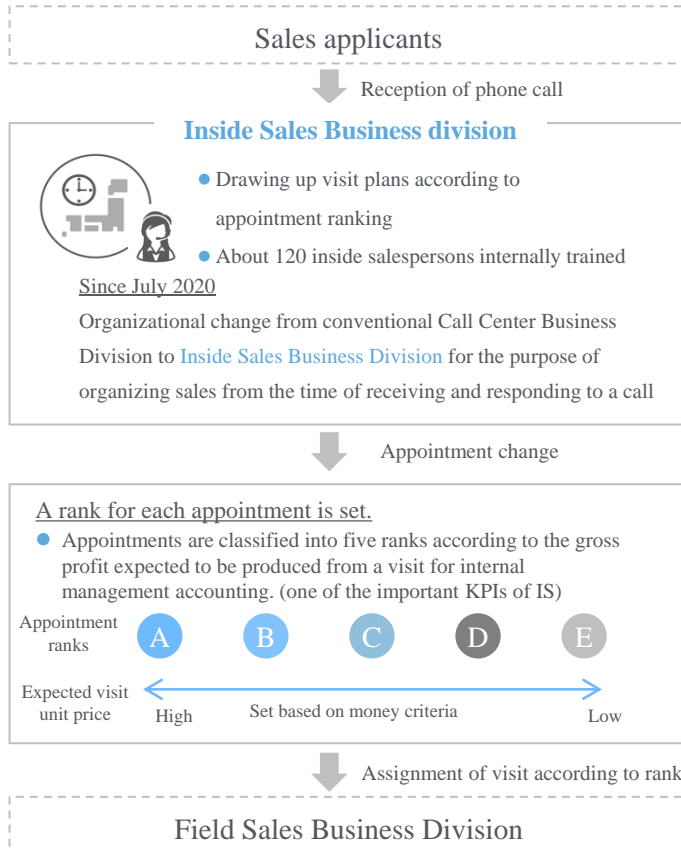 Sales applicants
Reception of phone call
Inside Sales Business division
Drawing up visit plans according to
appointment ranking
About 120 inside salespersons internally trained
Since July 2020
Organizational change from conventional Call Center Business
Division to Inside Sales Business Division for the purpose of
organizing sales from the time of receiving and responding to a call
Appointment change
A rank for each appointment is set.
Appointments are classified into five ranks according to the gross
profit expected to be produced from a visit for internal
management accounting. (one of the important KPIs of IS)
Appointment
ranks
A B C D E
Expected visit
unit price
High
Set based on money criteria
Low
Assignment of visit according to rank
Field Sales Business Division